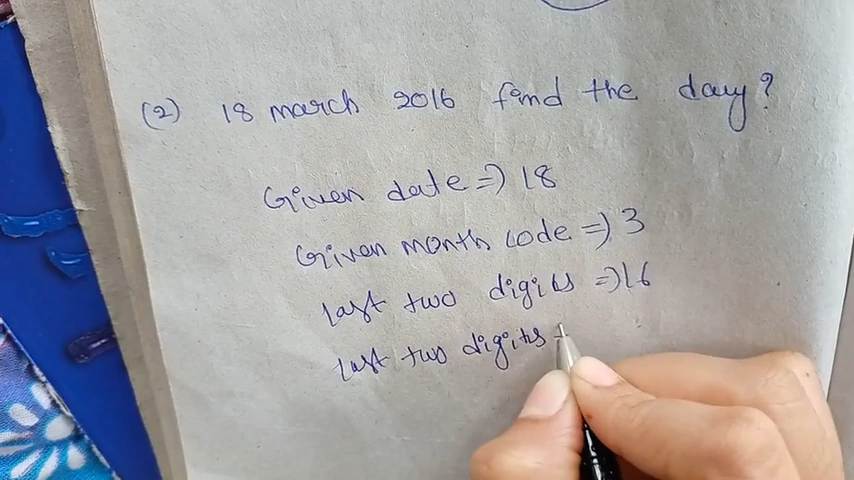 (2) 18 march 2016 find the day?
Given date => 18
Given month code => 3
last two digits => 16
last two digits -